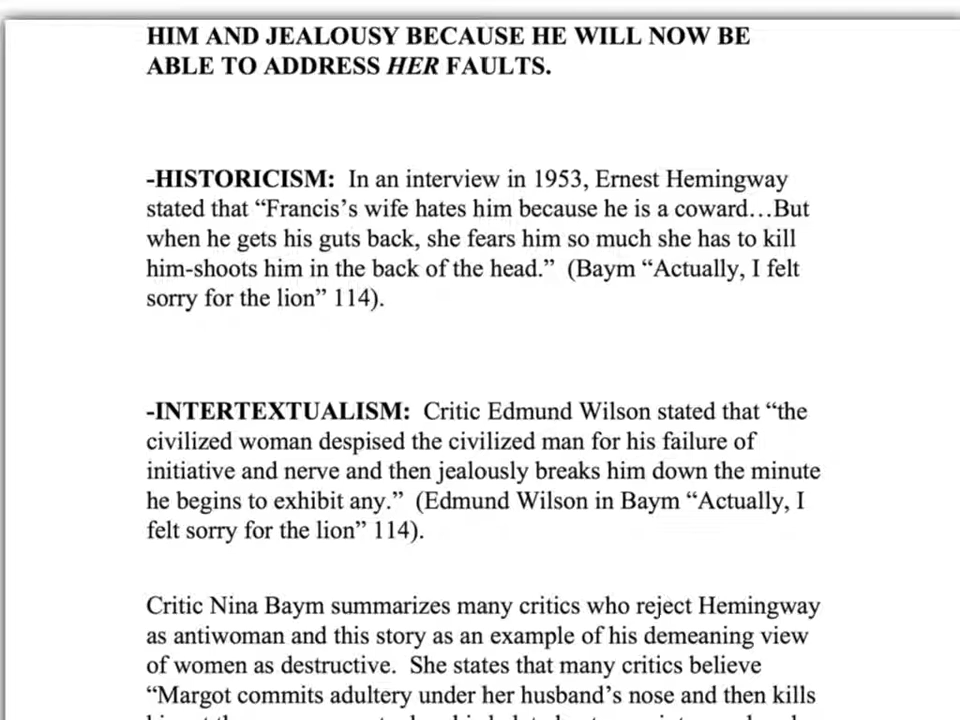 HIM AND JEALOUSY BECAUSE HE WILL NOW BE
ABLE TO ADDRESS HER FAULTS.
-HISTORICISM:  In an interview in 1953, Ernest Hemingway
stated that “Francis’s wife hates him because he is a coward…But
when he gets his guts back, she fears him so much she has to kill
him-shoots him in the back of the head.”  (Baym “Actually, I felt
sorry for the lion” 114).
-INTERTEXTUALISM:  Critic Edmund Wilson stated that “the
civilized woman despised the civilized man for his failure of
initiative and nerve and then jealously breaks him down the minute
he begins to exhibit any.”  (Edmund Wilson in Baym “Actually, I
felt sorry for the lion” 114).
Critic Nina Baym summarizes many critics who reject Hemingway
as antiwoman and this story as an example of his demeaning view
of women as destructive.  She states that many critics believe
“Margot commits adultery under her husband’s nose and then kills